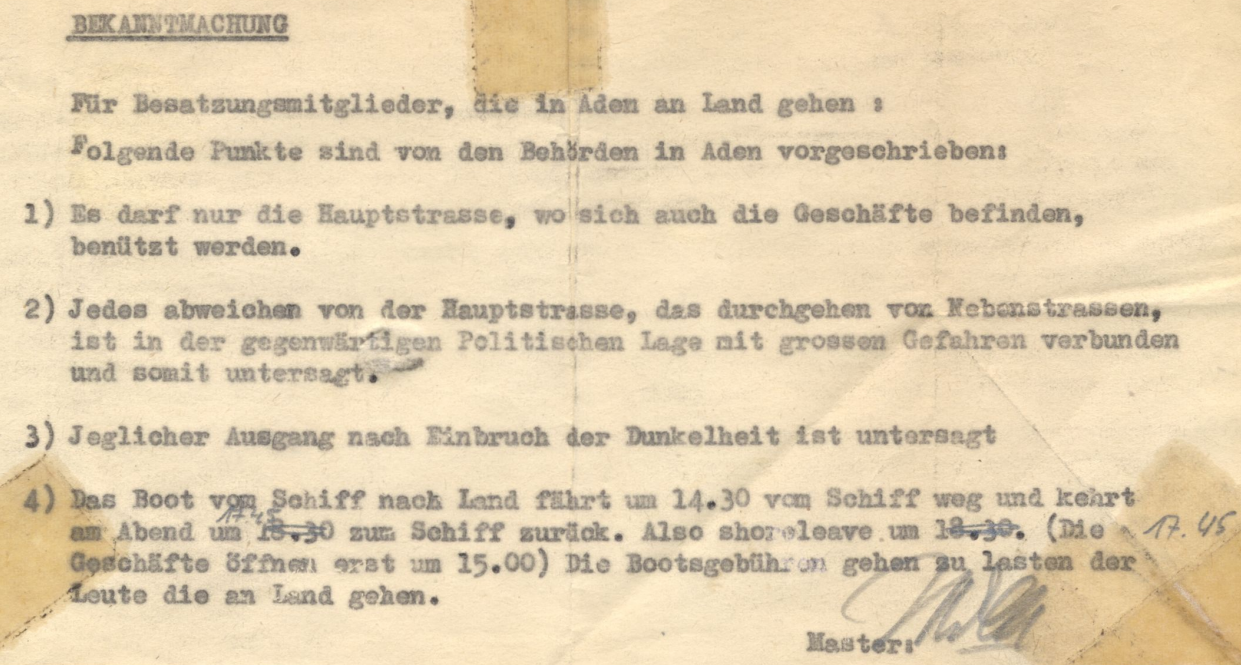 BEKANNTMACHUNG
Für Besatzungsmitglieder, die in Aden an Land gehen :
Folgende Punkte sind von den Behörden in Aden vorgeschrieben:
1) Es darf nur die Hauptstrasse, wo sich auch die Geschäfte befinden,
benützt werden.
2) Jedes abweichen von der Hauptstrasse, das durchgehen von Nebenstrassen,
ist in der gegenwärtigen Politischen Lage mit grossen Gefahren verbunden
und somit untersagt.
3) Jeglicher Ausgang nach Einbruch der Dunkelheit ist untersagt
4) Das Boot vom Schiff nach Land fährt um 14.30 vom Schiff weg und kehrt
17.45
am Abend um 18.30 zum Schiff zurück. Also shoreleave um 18.30. (Die 17.45
Geschäfte öffnen erst um 15.00) Die Bootsgebühren gehen zu lasten der
Leute die an Land gehen.
Master: